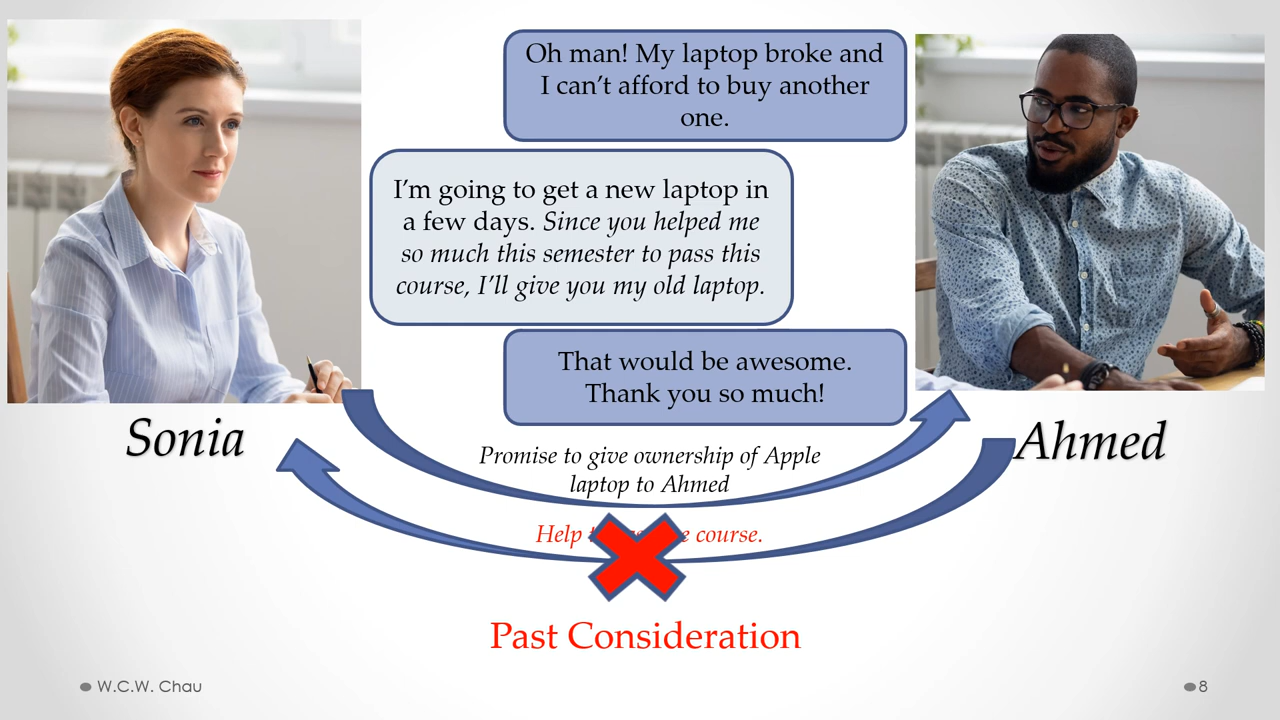 Oh man! My laptop broke and
I can’t afford to buy another
one.
I’m going to get a new laptop in
a few days. Since you helped me
so much this semester to pass this
course, I’ll give you my old laptop.
That would be awesome.
Thank you so much!
Sonia
Ahmed
Promise to give ownership of Apple
laptop to Ahmed
Help course.
Past Consideration
W.C.W. Chau
8